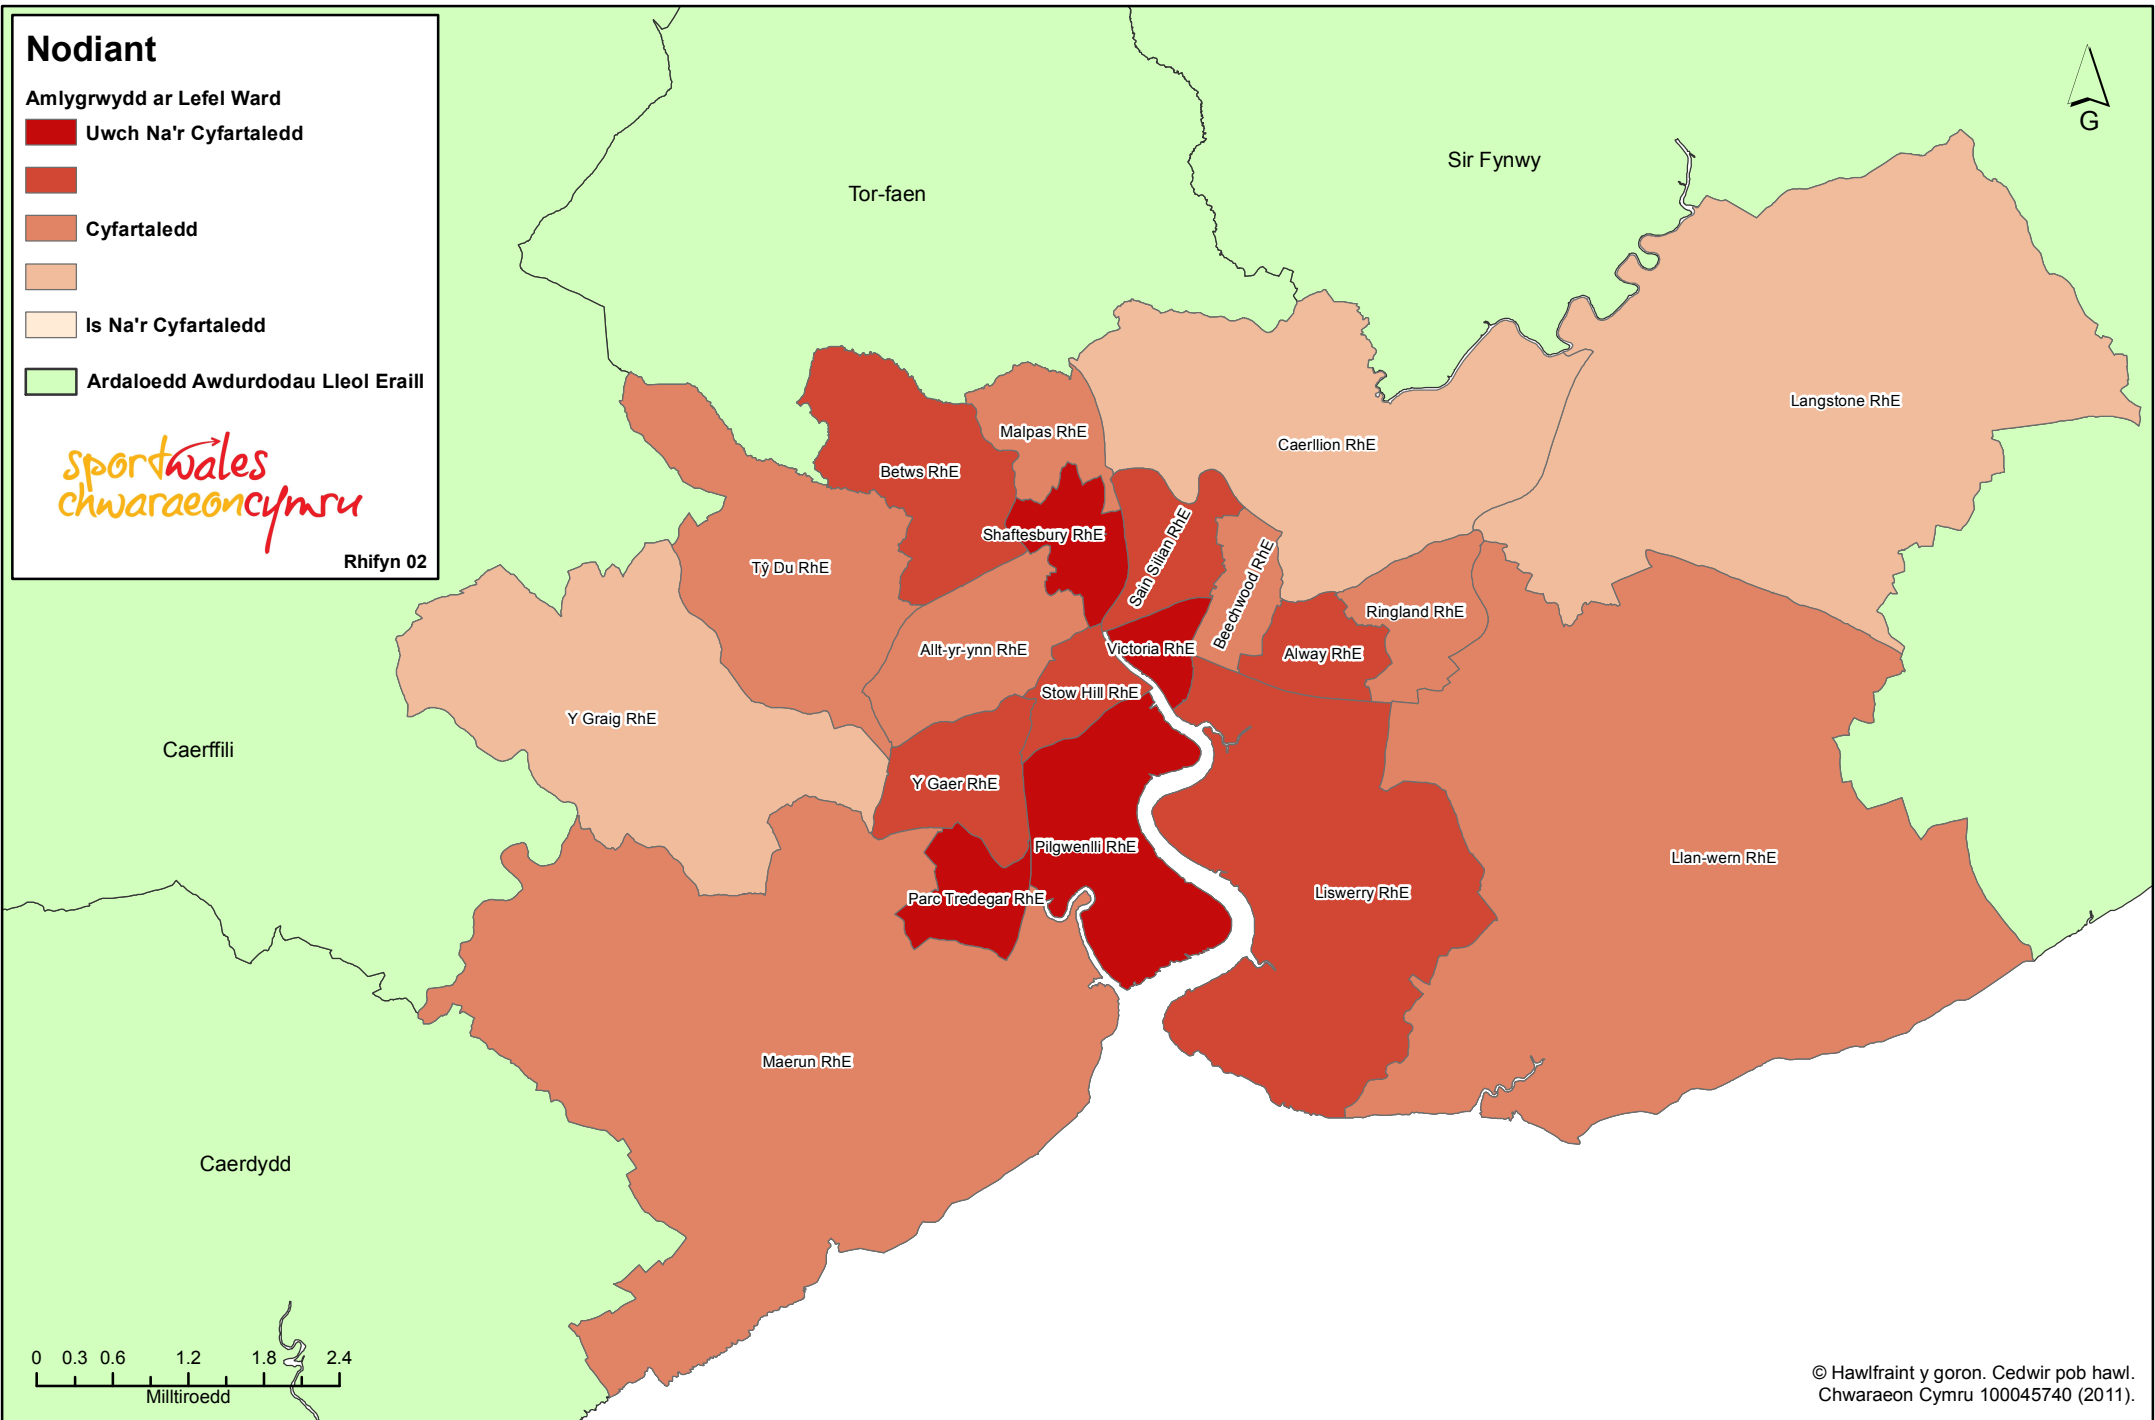 Nodiant
Amlygrwydd ar Lefel Ward
Uwch Na'r Cyfartaledd
Cyfartaledd
Is Na'r Cyfartaledd
Ardaloedd Awdurdodau Lleol Eraill
sportwales
chwaraeoncymru
Rhifyn 02
G
Sir Fynwy
Tor-faen
Langstone RhE
Malpas RhE
Caerllion RhE
Betws RhE
Shaftesbury RhE
Sain Silian RhE
Tŷ Du RhE
Beechwood RhE
Ringland RhE
Allt-yr-ynn RhE
Victoria RhE
Alway RhE
Stow Hill RhE
Y Graig RhE
Caerffili
Y Gaer RhE
Pilgwenlli RhE
Llan-wern RhE
Liswerry RhE
Parc Tredegar RhE
Maerun RhE
Caerdydd
0 0.3 0.6 1.2 1.8 2.4
Milltiroedd
© Hawlfraint y goron. Cedwir pob hawl.
Chwaraeon Cymru 100045740 (2011).